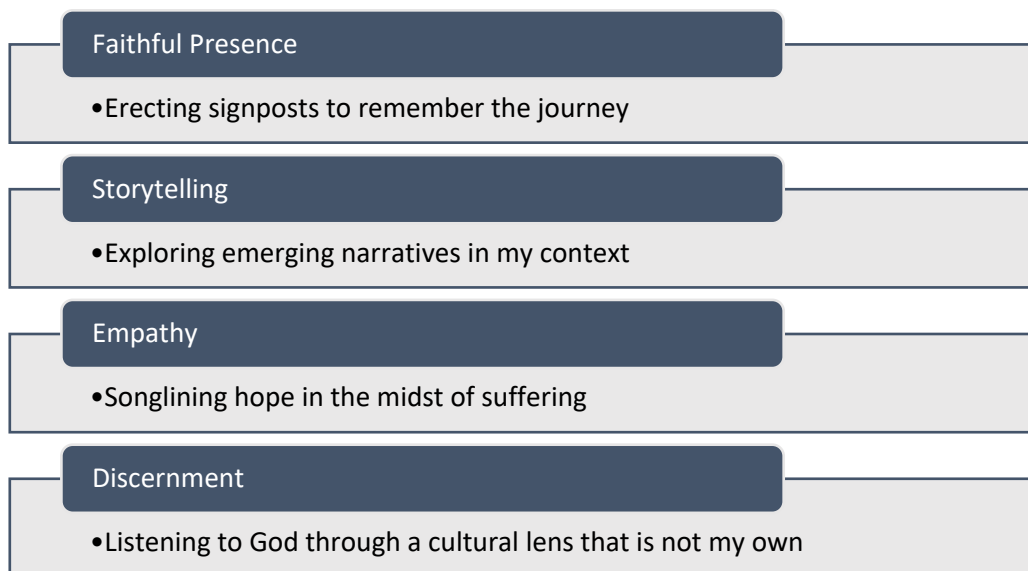 Faithful Presence
•Erecting signposts to remember the journey
Storytelling
•Exploring emerging narratives in my context
Empathy
•Songlining hope in the midst of suffering
Discernment
•Listening to God through a cultural lens that is not my own